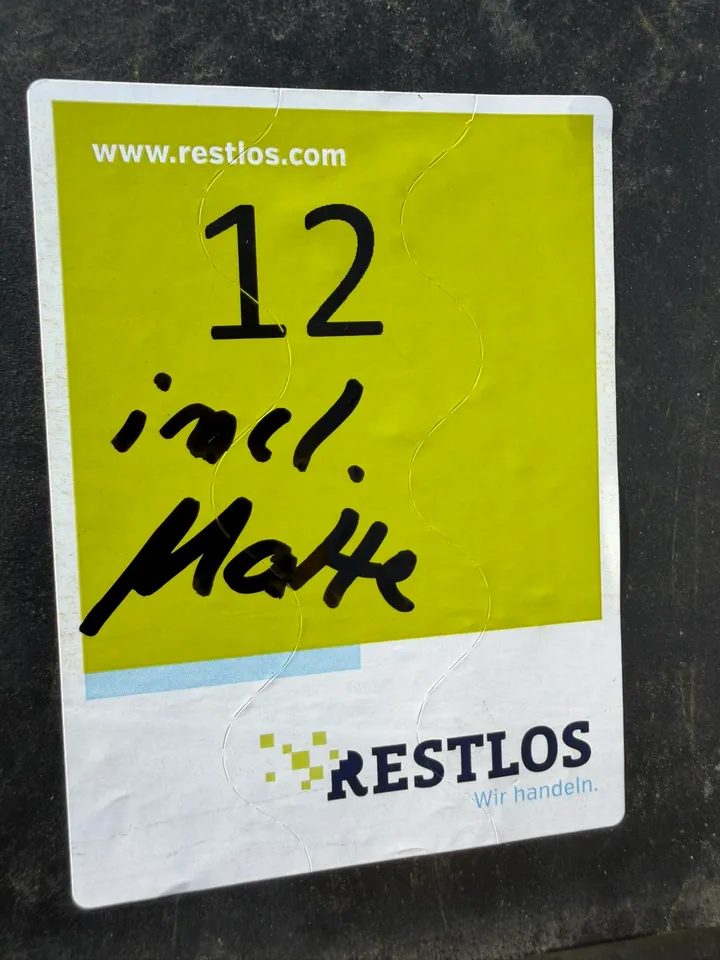 www.restlos.com
12
incl.
Matte
RESTLOS
Wir handeln.